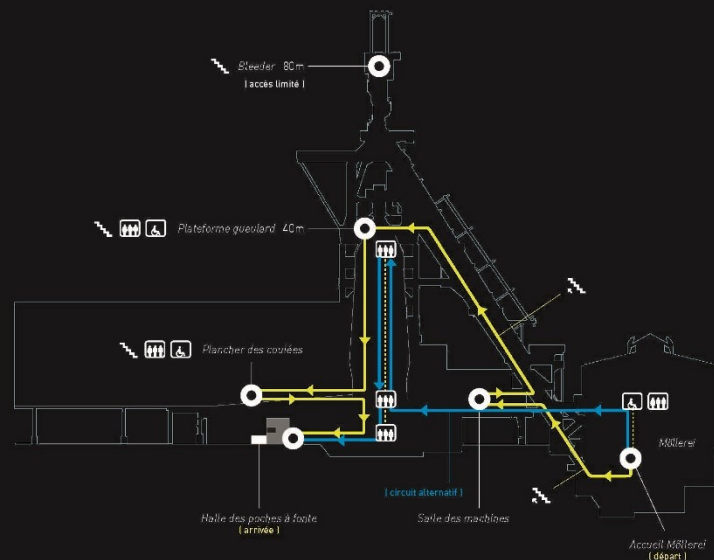 Bleeder 80m
( accès limité )
Plateforme gueulard 40m
Plancher des coulées
Möllerei
( circuit alternatif )
Halle des poches à fonte
( arrivée )
Salle des machines
Accueil Möllerei
( départ )